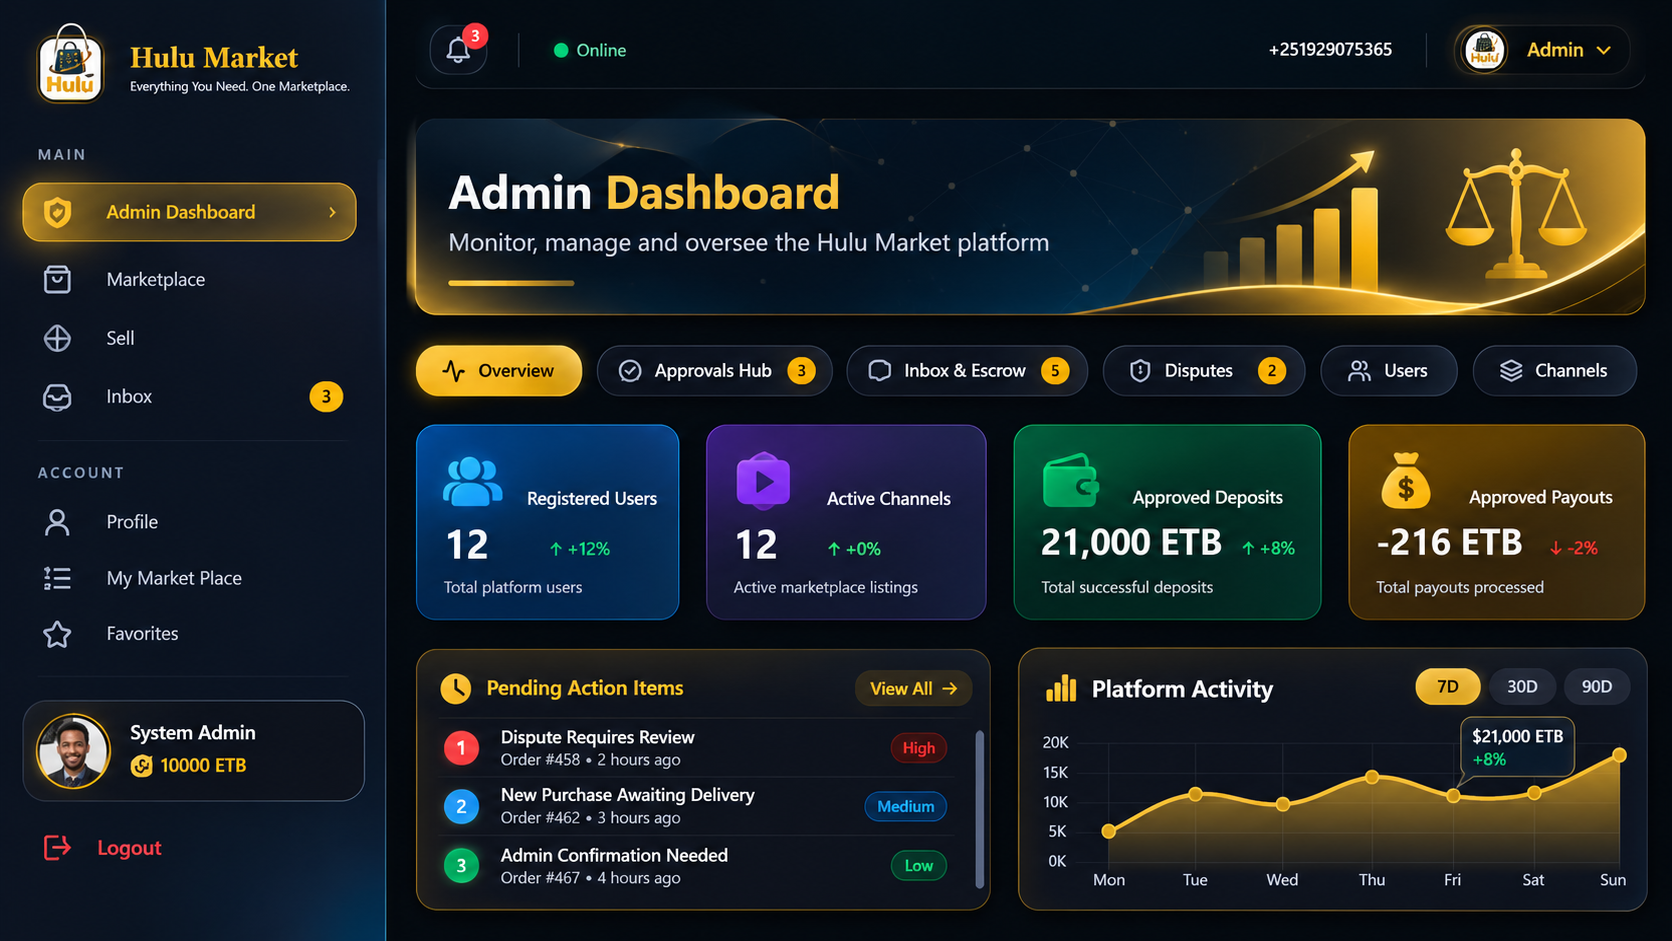 Hulu
Hulu Market
Everything You Need. One Marketplace.
MAIN
Admin Dashboard
Marketplace
Sell
Inbox
3
ACCOUNT
Profile
My Market Place
Favorites
System Admin
10000 ETB
Logout
3
Online
+251929075365
Hulu
Admin
Admin Dashboard
Monitor, manage and oversee the Hulu Market platform
Overview
Approvals Hub 3
Inbox & Escrow 5
Disputes 2
Users
Channels
Registered Users
12
↑ +12%
Total platform users
Active Channels
12
↑ +0%
Active marketplace listings
Approved Deposits
21,000 ETB
↑ +8%
Total successful deposits
$
Approved Payouts
-216 ETB
↓ -2%
Total payouts processed
Pending Action Items
View All →
1
Dispute Requires Review
Order #458 • 2 hours ago
High
2
New Purchase Awaiting Delivery
Order #462 • 3 hours ago
Medium
3
Admin Confirmation Needed
Order #467 • 4 hours ago
Low
Platform Activity
7D
30D
90D
$21,000 ETB
+8%
20K
15K
10K
5K
0K
Mon Tue Wed Thu Fri Sat Sun